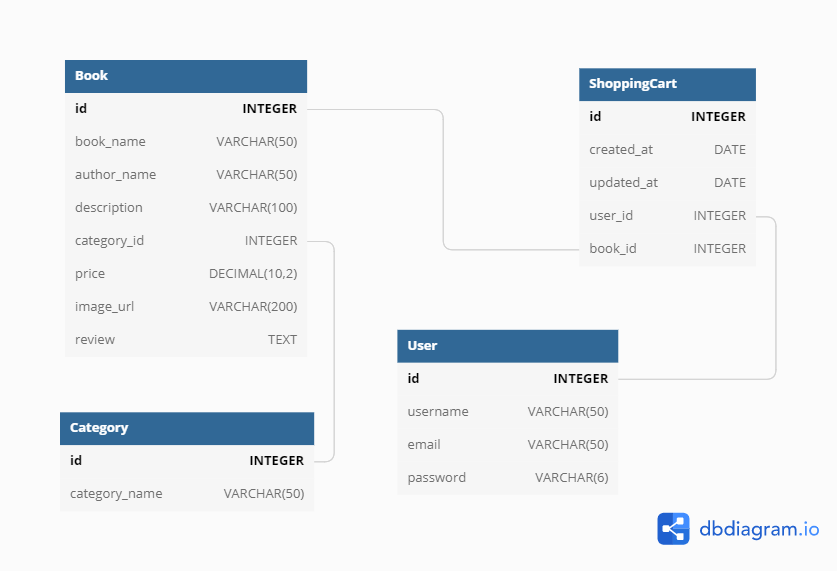 Book
id INTEGER
book_name VARCHAR(50)
author_name VARCHAR(50)
description VARCHAR(100)
category_id INTEGER
price DECIMAL(10,2)
image_url VARCHAR(200)
review TEXT
ShoppingCart
id INTEGER
created_at DATE
updated_at DATE
user_id INTEGER
book_id INTEGER
User
id INTEGER
username VARCHAR(50)
email VARCHAR(50)
password VARCHAR(6)
Category
id INTEGER
category_name VARCHAR(50)
dbdiagram.io